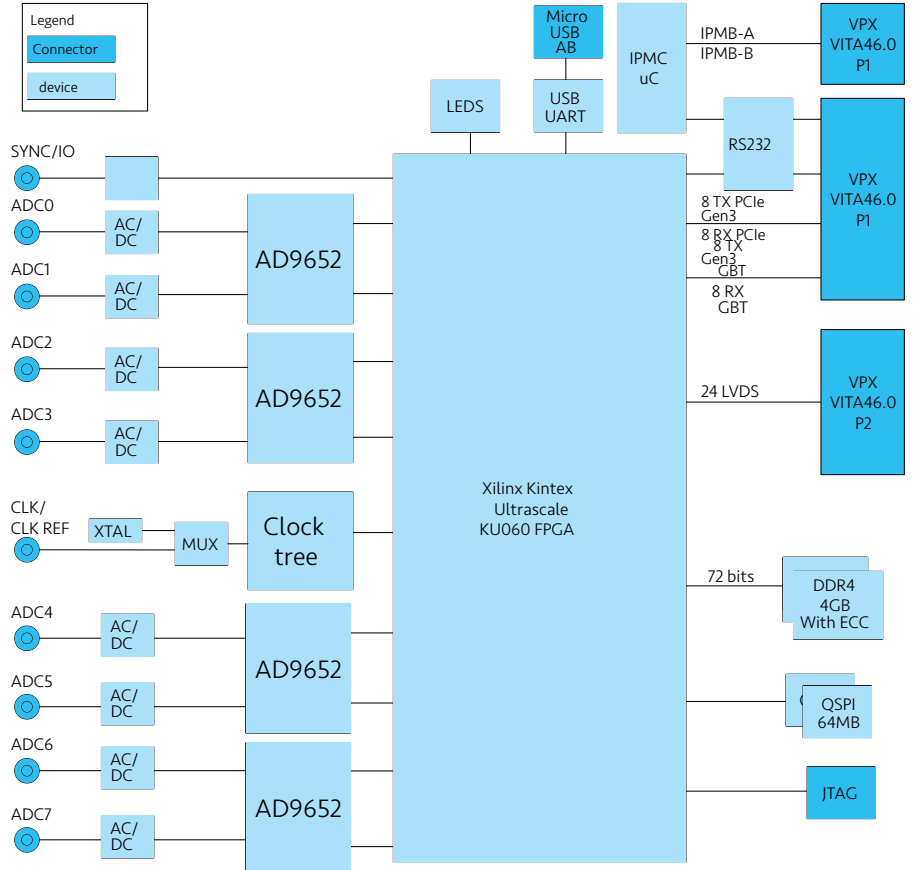 Legend
Connector
device
Micro
USB
AB
IPMC
uC
IPMB-A
IPMB-B
VPX
VITA46.0
P1
LEDS
USB
UART
RS232
VPX
VITA46.0
P1
8 TX PCIe
Gen3
8 RX PCIe
8 TX
Gen3
GBT
8 RX
GBT
SYNC/IO
ADC0
AC/
DC
AD9652
ADC1
AC/
DC
ADC2
AC/
DC
AD9652
ADC3
AC/
DC
24 LVDS
VPX
VITA46.0
P2
Xilinx Kintex
Ultrascale
KU060 FPGA
CLK/
CLK REF
XTAL
MUX
Clock
tree
72 bits
DDR4
4GB
With ECC
ADC4
AC/
DC
AD9652
ADC5
AC/
DC
QSPI
64MB
ADC6
AC/
DC
AD9652
ADC7
AC/
DC
JTAG